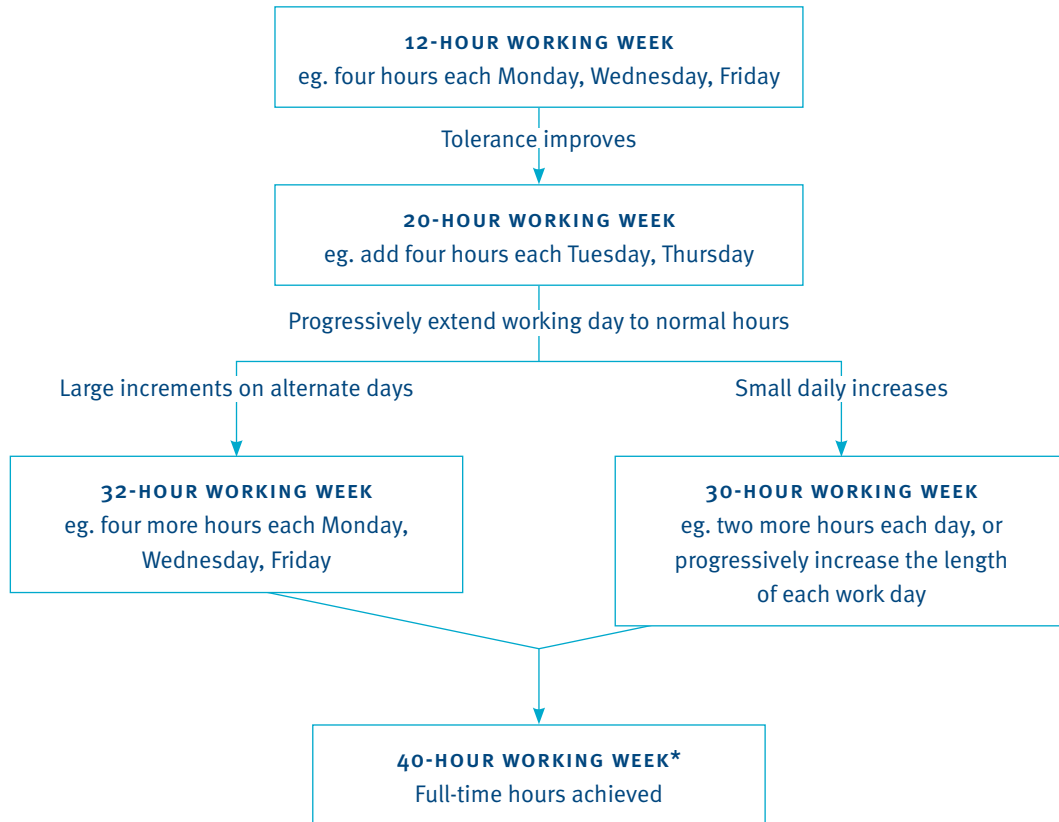 12-HOUR WORKING WEEK
eg. four hours each Monday, Wednesday, Friday
Tolerance improves
20-HOUR WORKING WEEK
eg. add four hours each Tuesday, Thursday
Progressively extend working day to normal hours
Large increments on alternate days
Small daily increases
32-HOUR WORKING WEEK
eg. four more hours each Monday,
Wednesday, Friday
30-HOUR WORKING WEEK
eg. two more hours each day, or
progressively increase the length
of each work day
40-HOUR WORKING WEEK*
Full-time hours achieved